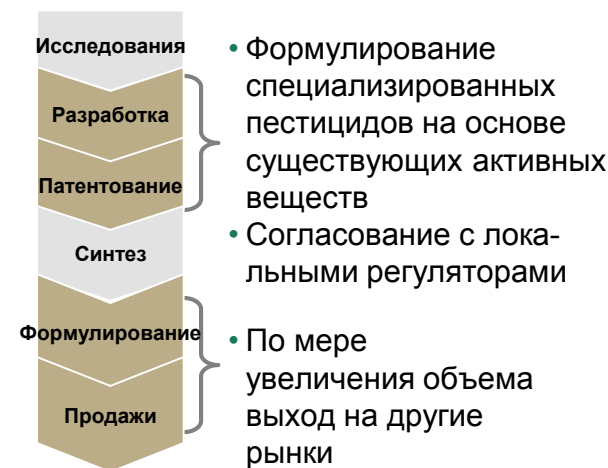 Исследования
Разработка
Патентование
Синтез
Формулирование
Продажи
• Формулирование
специализированных
пестицидов на основе
существующих активных
веществ
• Согласование с лока-
льными регуляторами
• По мере
увеличения объема
выход на другие
рынки